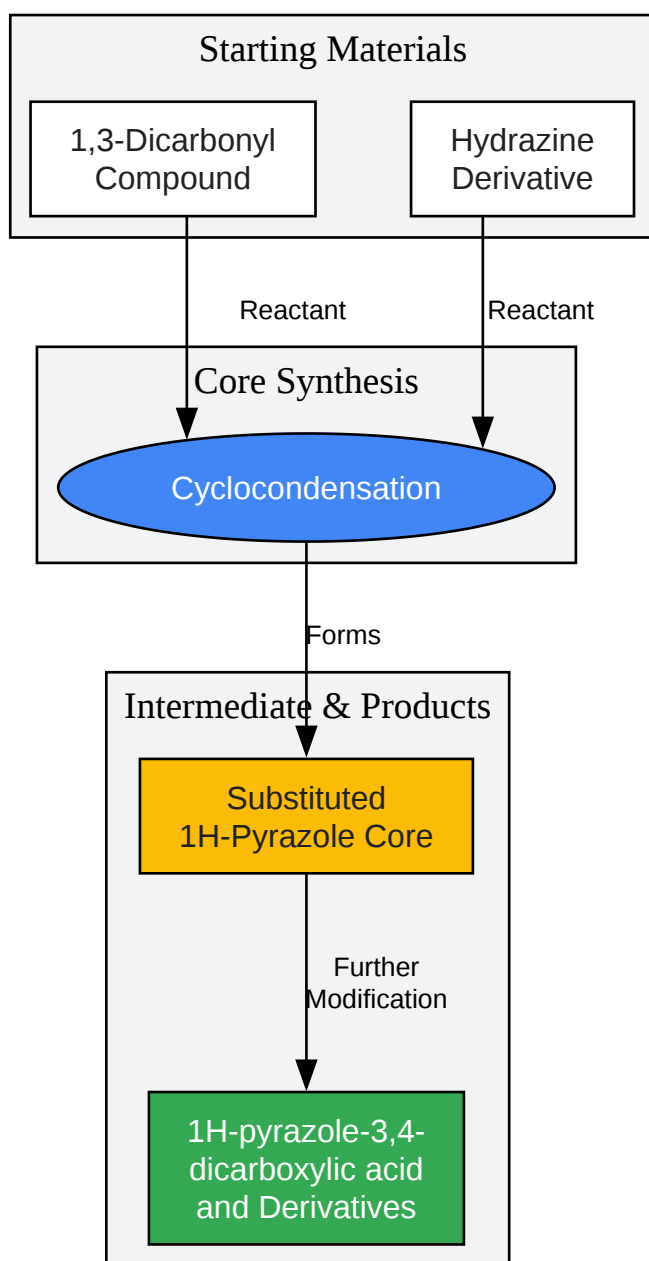 Starting Materials
1,3-Dicarbonyl
Compound
Hydrazine
Derivative
Reactant
Reactant
Core Synthesis
Cyclocondensation
Forms
Intermediate & Products
Substituted
1H-Pyrazole Core
Further
Modification
1H-pyrazole-3,4-
dicarboxylic acid
and Derivatives